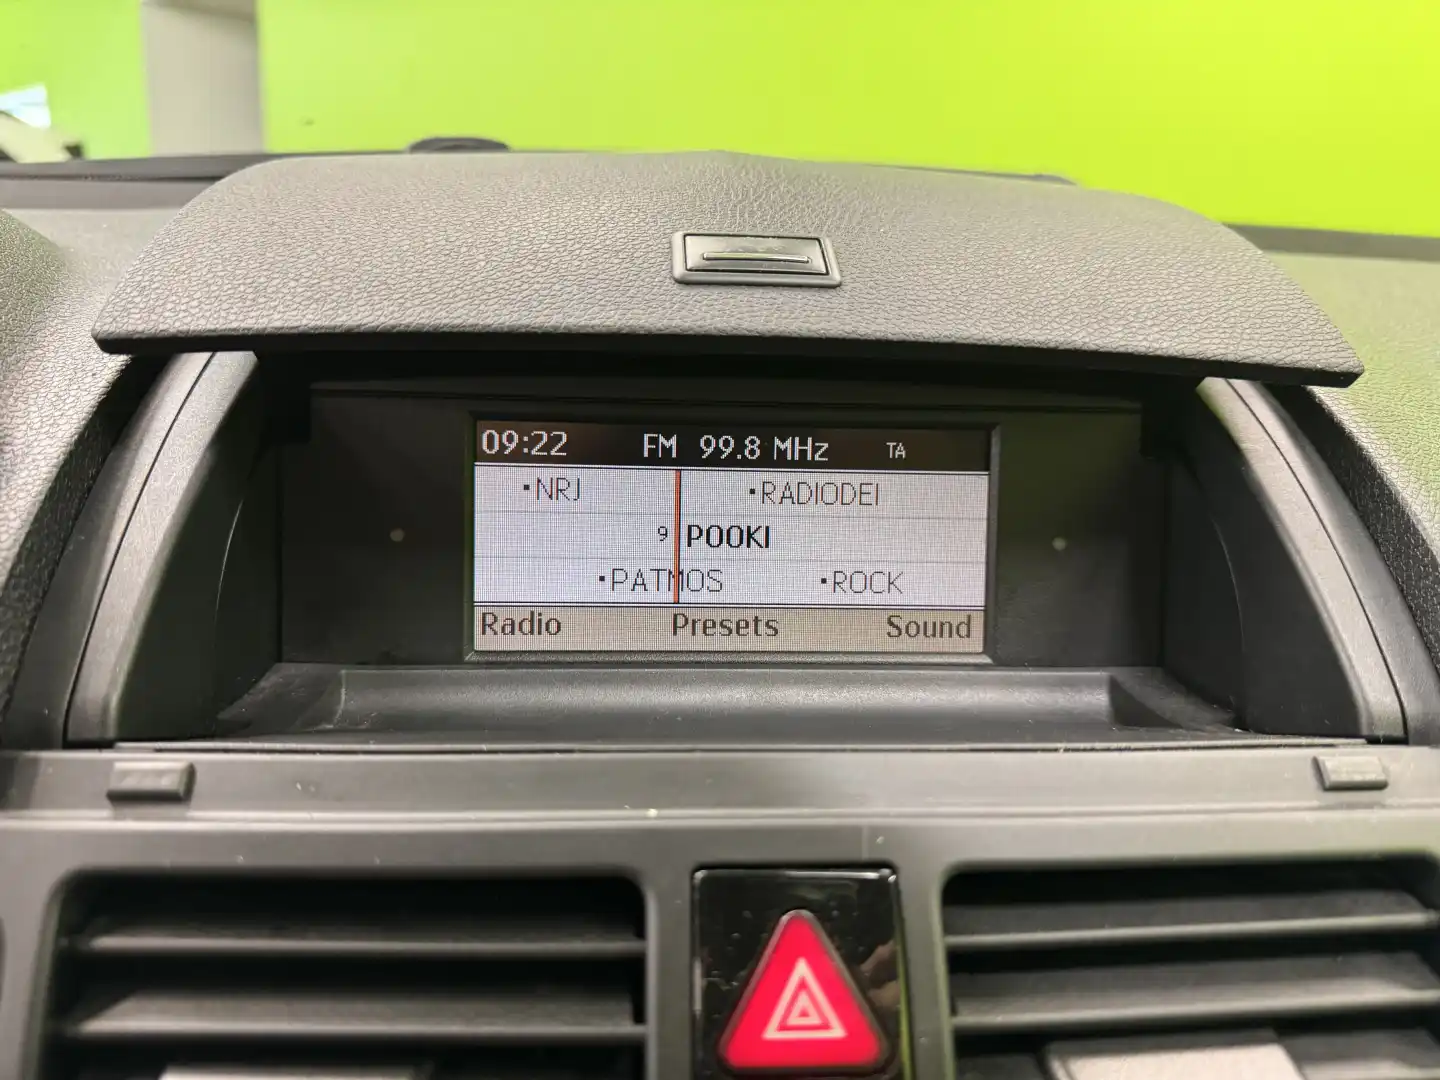 09:22 FM 99.8 MHz TA
NRJ RADIODEI
9 POOKI
PATMOS ROCK
Radio Presets Sound